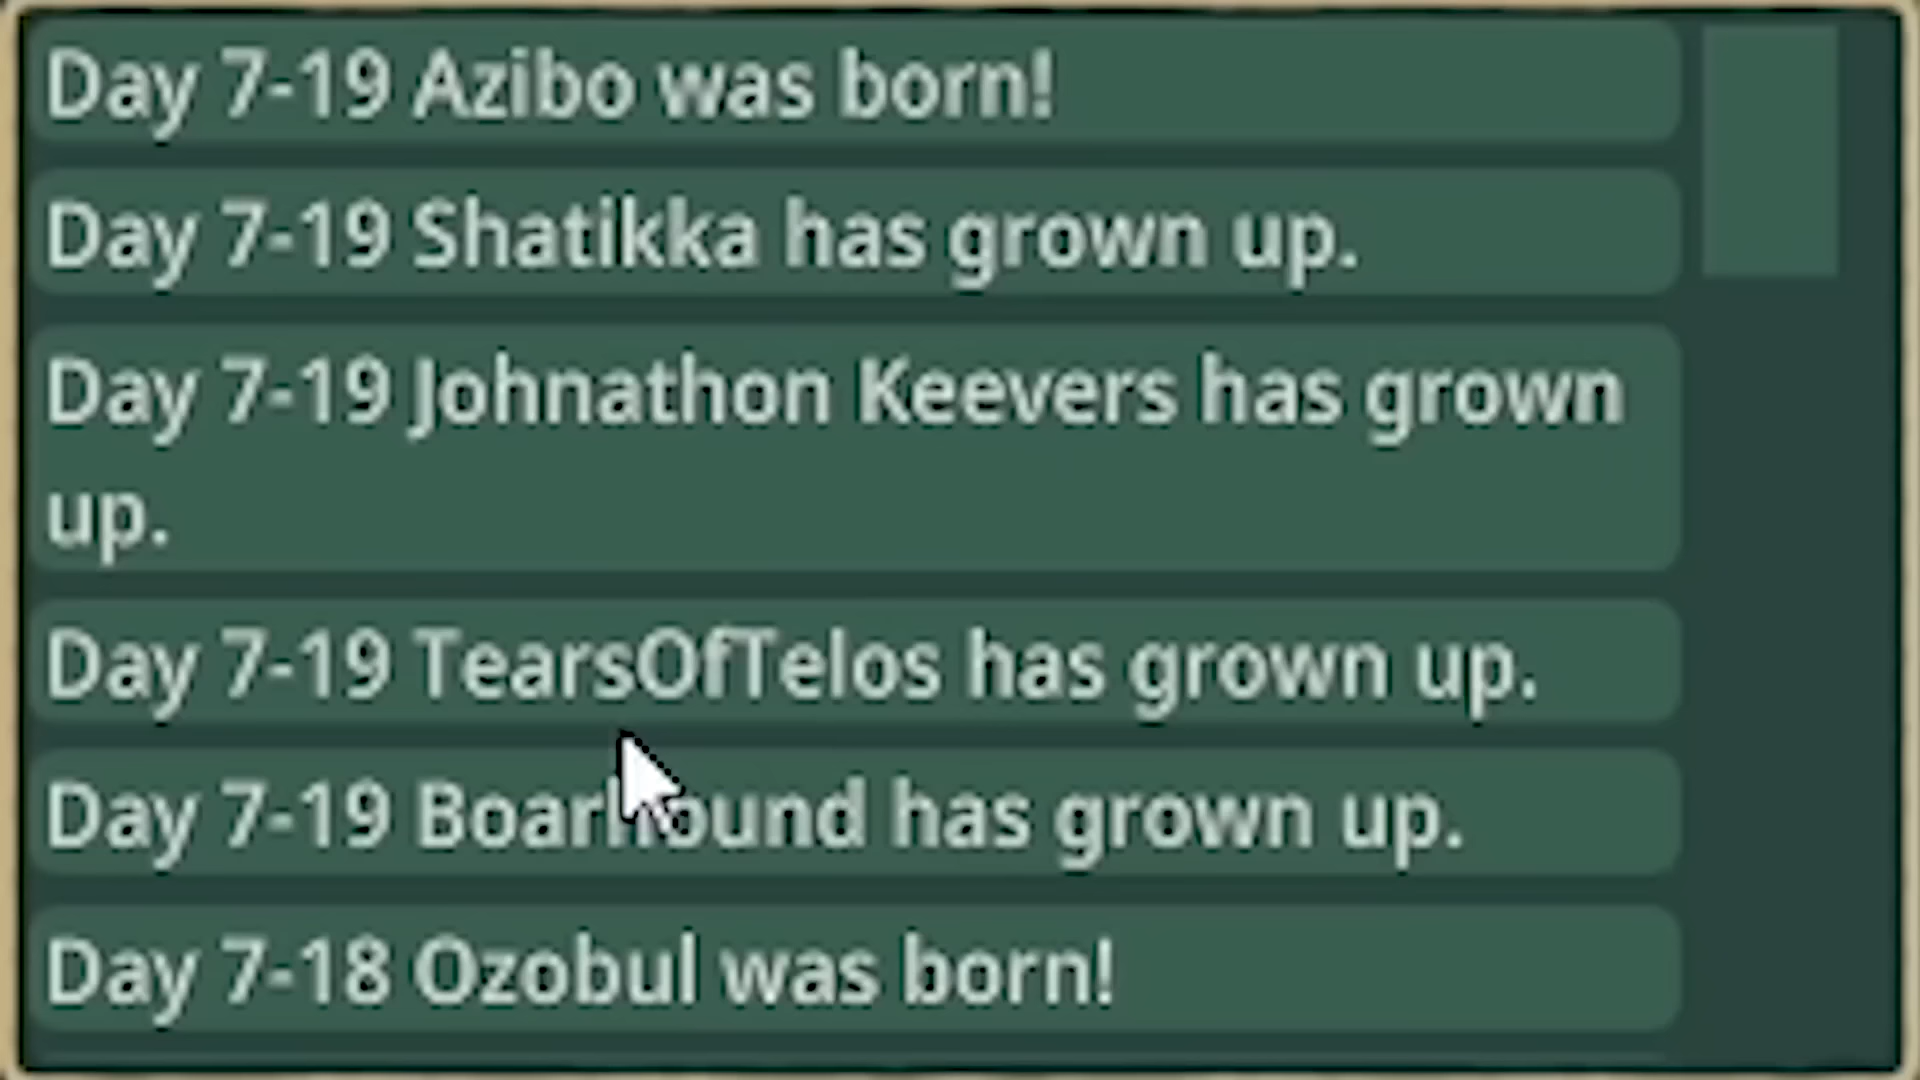 Day 7-19 Azibo was born!
Day 7-19 Shatikka has grown up.
Day 7-19 Johnathon Keevers has grown
up.
Day 7-19 TearsOfTelos has grown up.
Day 7-19 Boarhound has grown up.
Day 7-18 Ozobul was born!